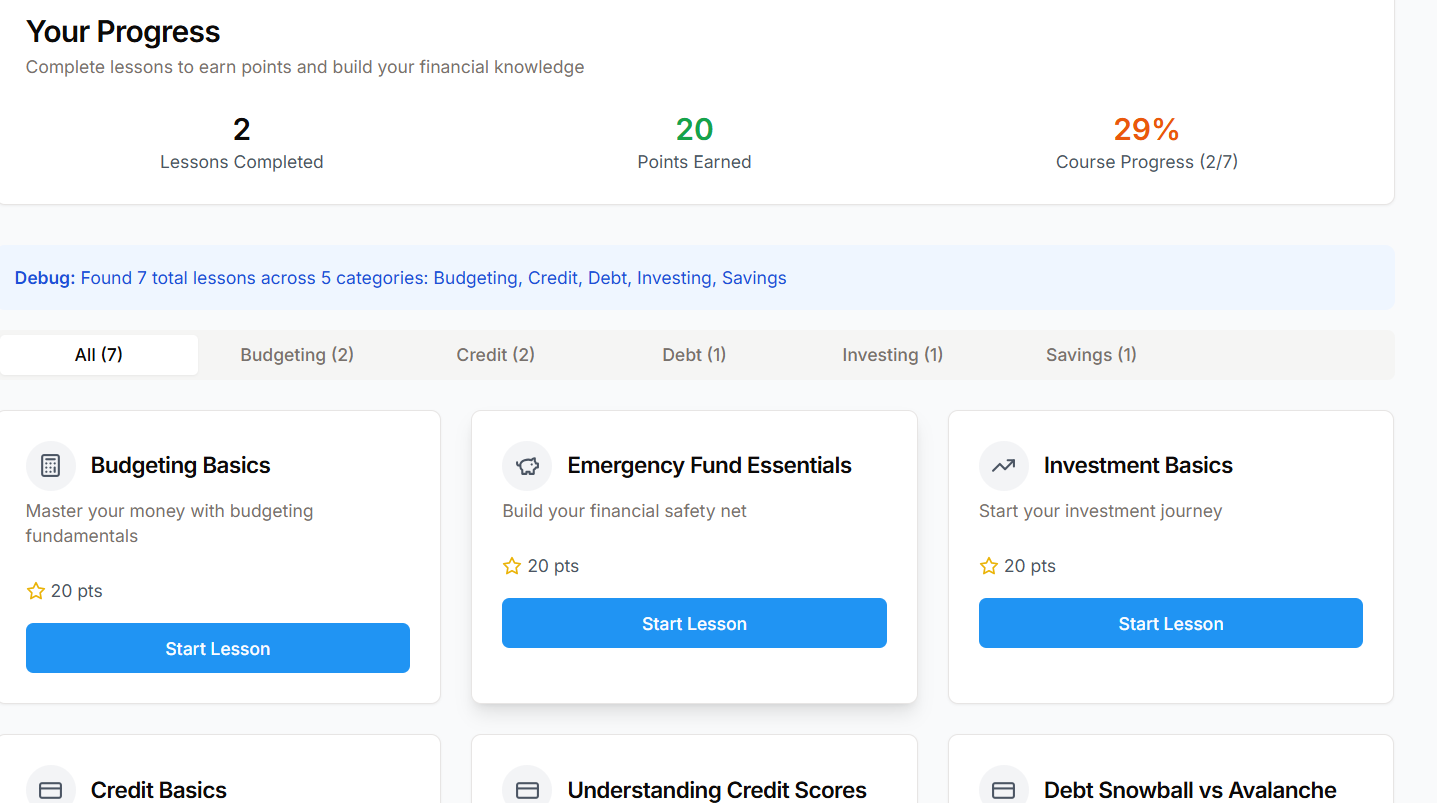 Your Progress
Complete lessons to earn points and build your financial knowledge
2
Lessons Completed
20
Points Earned
29%
Course Progress (2/7)
Debug: Found 7 total lessons across 5 categories: Budgeting, Credit, Debt, Investing, Savings
All (7)
Budgeting (2)
Credit (2)
Debt (1)
Investing (1)
Savings (1)
Budgeting Basics
Master your money with budgeting
fundamentals
20 pts
Start Lesson
Emergency Fund Essentials
Build your financial safety net
20 pts
Start Lesson
Investment Basics
Start your investment journey
20 pts
Start Lesson
Credit Basics
Understanding Credit Scores
Debt Snowball vs Avalanche